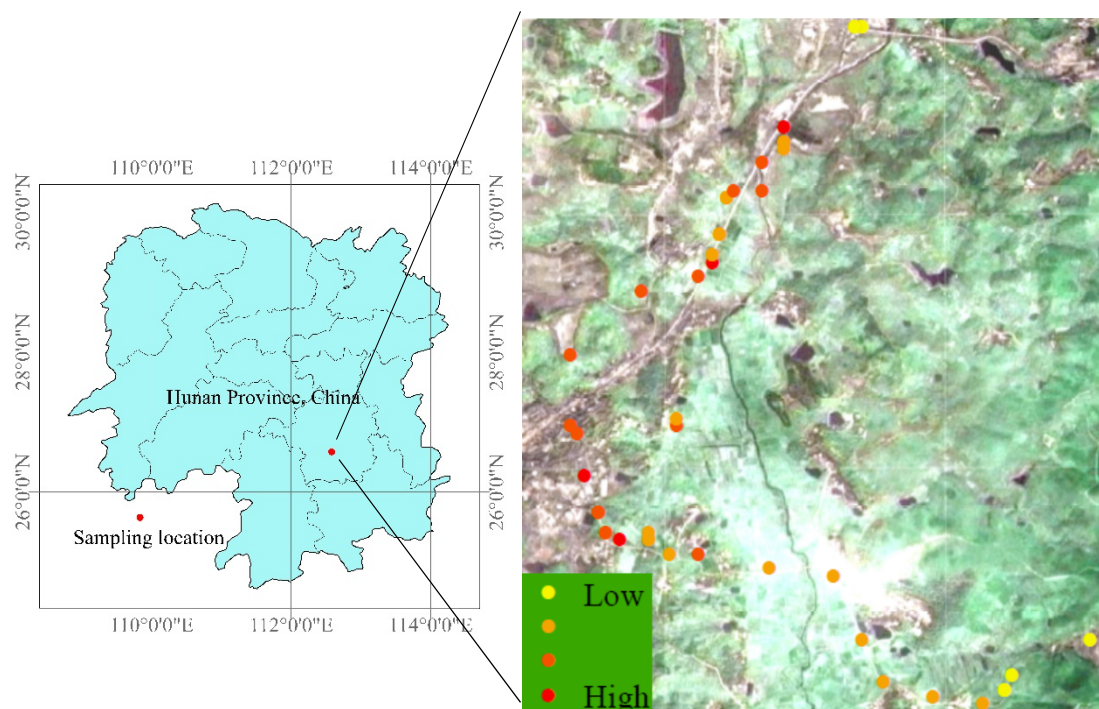 110°0'0"E 112°0'0"E 114°0'0"E
30°0'0"N 30°0'0"N
28°0'0"N 28°0'0"N
Hunan Province, China
26°0'0"N 26°0'0"N
Sampling location
110°0'0"E 112°0'0"E 114°0'0"E
Low
High